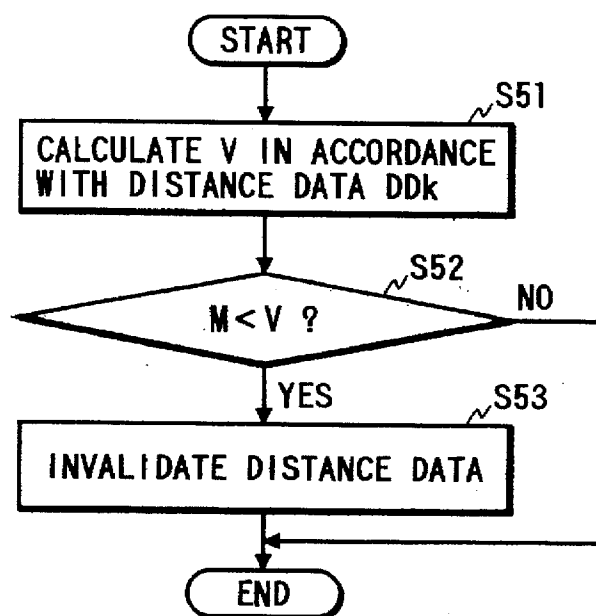 START
S51
CALCULATE V IN ACCORDANCE
WITH DISTANCE DATA DDk
S52
M<V ?
NO
YES
S53
INVALIDATE DISTANCE DATA
END